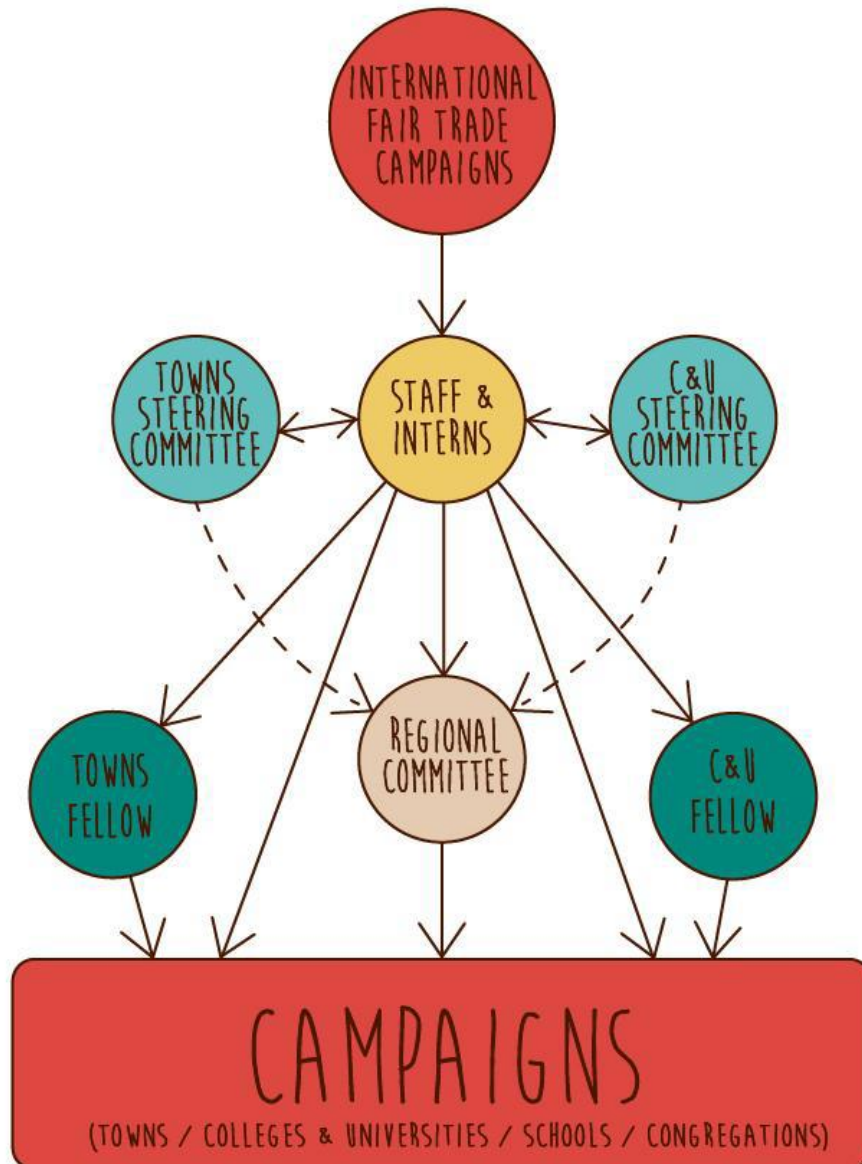 INTERNATIONAL
FAIR TRADE
CAMPAIGNS
TOWNS
STEERING
COMMITTEE
STAFF &
INTERNS
C&U
STEERING
COMMITTEE
TOWNS
FELLOW
REGIONAL
COMMITTEE
C&U
FELLOW
CAMPAIGNS
(TOWNS / COLLEGES & UNIVERSITIES / SCHOOLS / CONGREGATIONS)